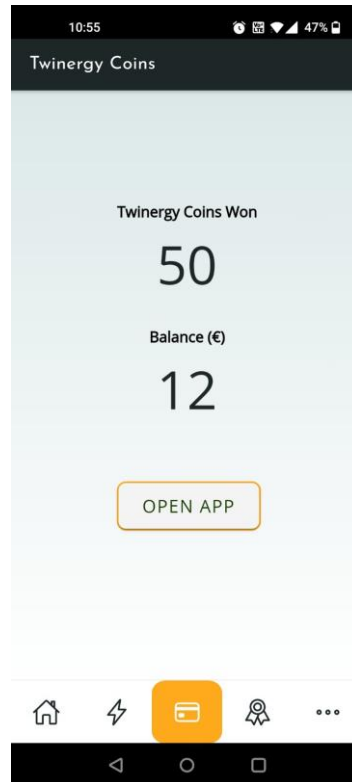 10:55 47%
Twinergy Coins
Twinergy Coins Won
50
Balance (€)
12
OPEN APP